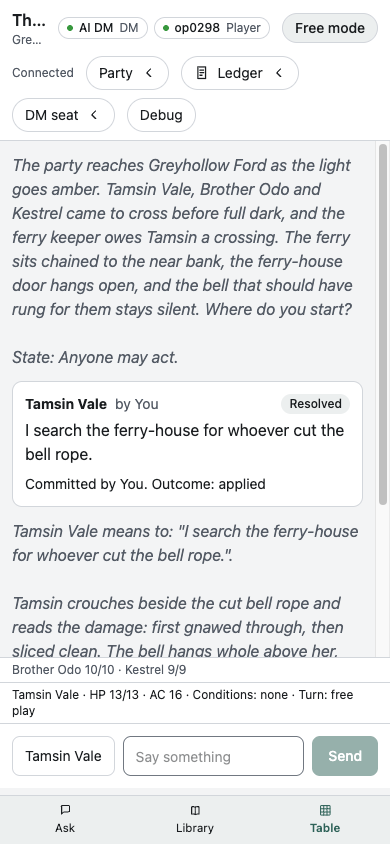 Th...
Gre...
AI DM DM
op0298 Player
Free mode
Connected
Party
Ledger
DM seat
Debug
The party reaches Greyhollow Ford as the light
goes amber. Tamsin Vale, Brother Odo and
Kestrel came to cross before full dark, and the
ferry keeper owes Tamsin a crossing. The ferry
sits chained to the near bank, the ferry-house
door hangs open, and the bell that should have
rung for them stays silent. Where do you start?
State: Anyone may act.
Tamsin Vale by You
Resolved
I search the ferry-house for whoever cut the
bell rope.
Committed by You. Outcome: applied
Tamsin Vale means to: "I search the ferry-house
for whoever cut the bell rope.".
Tamsin crouches beside the cut bell rope and
reads the damage: first gnawed through, then
sliced clean. The bell hangs whole above her,
Brother Odo 10/10 · Kestrel 9/9
Tamsin Vale · HP 13/13 · AC 16 · Conditions: none · Turn: free
play
Tamsin Vale
Say something
Send
Ask
Library
Table